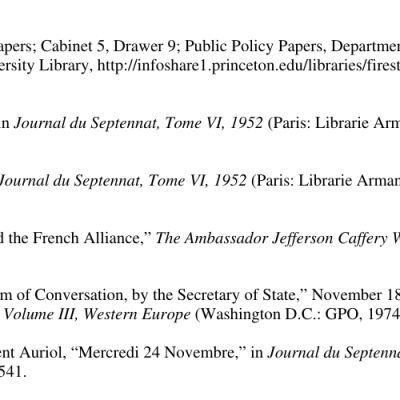 apers; Cabinet 5, Drawer 9; Public Policy Papers, Departmen
ersity Library, http://infoshare1.princeton.edu/libraries/firest
in Journal du Septennat, Tome VI, 1952 (Paris: Librarie Arm
Journal du Septennat, Tome VI, 1952 (Paris: Librarie Arman
d the French Alliance,” The Ambassador Jefferson Caffery
m of Conversation, by the Secretary of State,” November 18
Volume III, Western Europe (Washington D.C.: GPO, 1974
ent Auriol, “Mercredi 24 Novembre,” in Journal du Septenna
541.